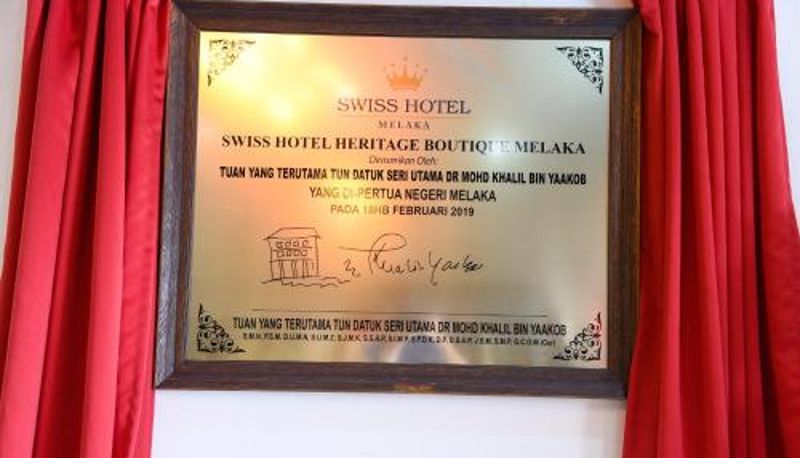 SWISS HOTEL
MELAKA
SWISS HOTEL HERITAGE BOUTIQUE MELAKA
Dirasmikan Oleh:
TUAN YANG TERUTAMA TUN DATUK SERI UTAMA DR MOHD KHALIL BIN YAAKOB
YANG DI-PERTUA NEGERI MELAKA
PADA 18HB FEBRUARI 2019
TUAN YANG TERUTAMA TUN DATUK SERI UTAMA DR MOHD KHALIL BIN YAAKOB